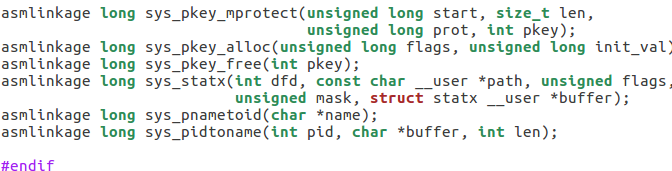 asmlinkage long sys_pkey_mprotect(unsigned long start, size_t len,
unsigned long prot, int pkey);
asmlinkage long sys_pkey_alloc(unsigned long flags, unsigned long init_val)
asmlinkage long sys_pkey_free(int pkey);
asmlinkage long sys_statx(int dfd, const char __user *path, unsigned flags,
unsigned mask, struct statx __user *buffer);
asmlinkage long sys_pnametoid(char *name);
asmlinkage long sys_pidtoname(int pid, char *buffer, int len);
#endif